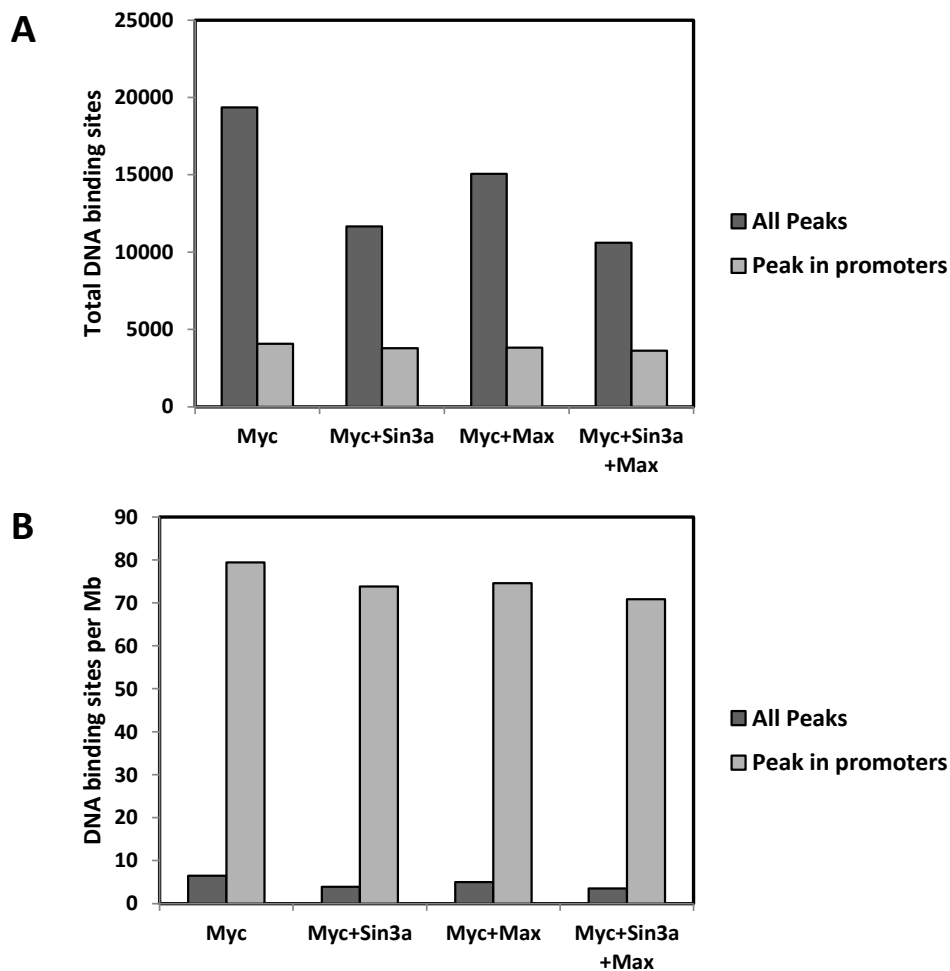 A
25000
20000
15000
10000
5000
0
Total DNA binding sites
Myc
Myc+Sin3a
Myc+Max
Myc+Sin3a
+Max
All Peaks
Peak in promoters
B
90
80
70
60
50
40
30
20
10
0
DNA binding sites per Mb
Myc
Myc+Sin3a
Myc+Max
Myc+Sin3a
+Max
All Peaks
Peak in promoters